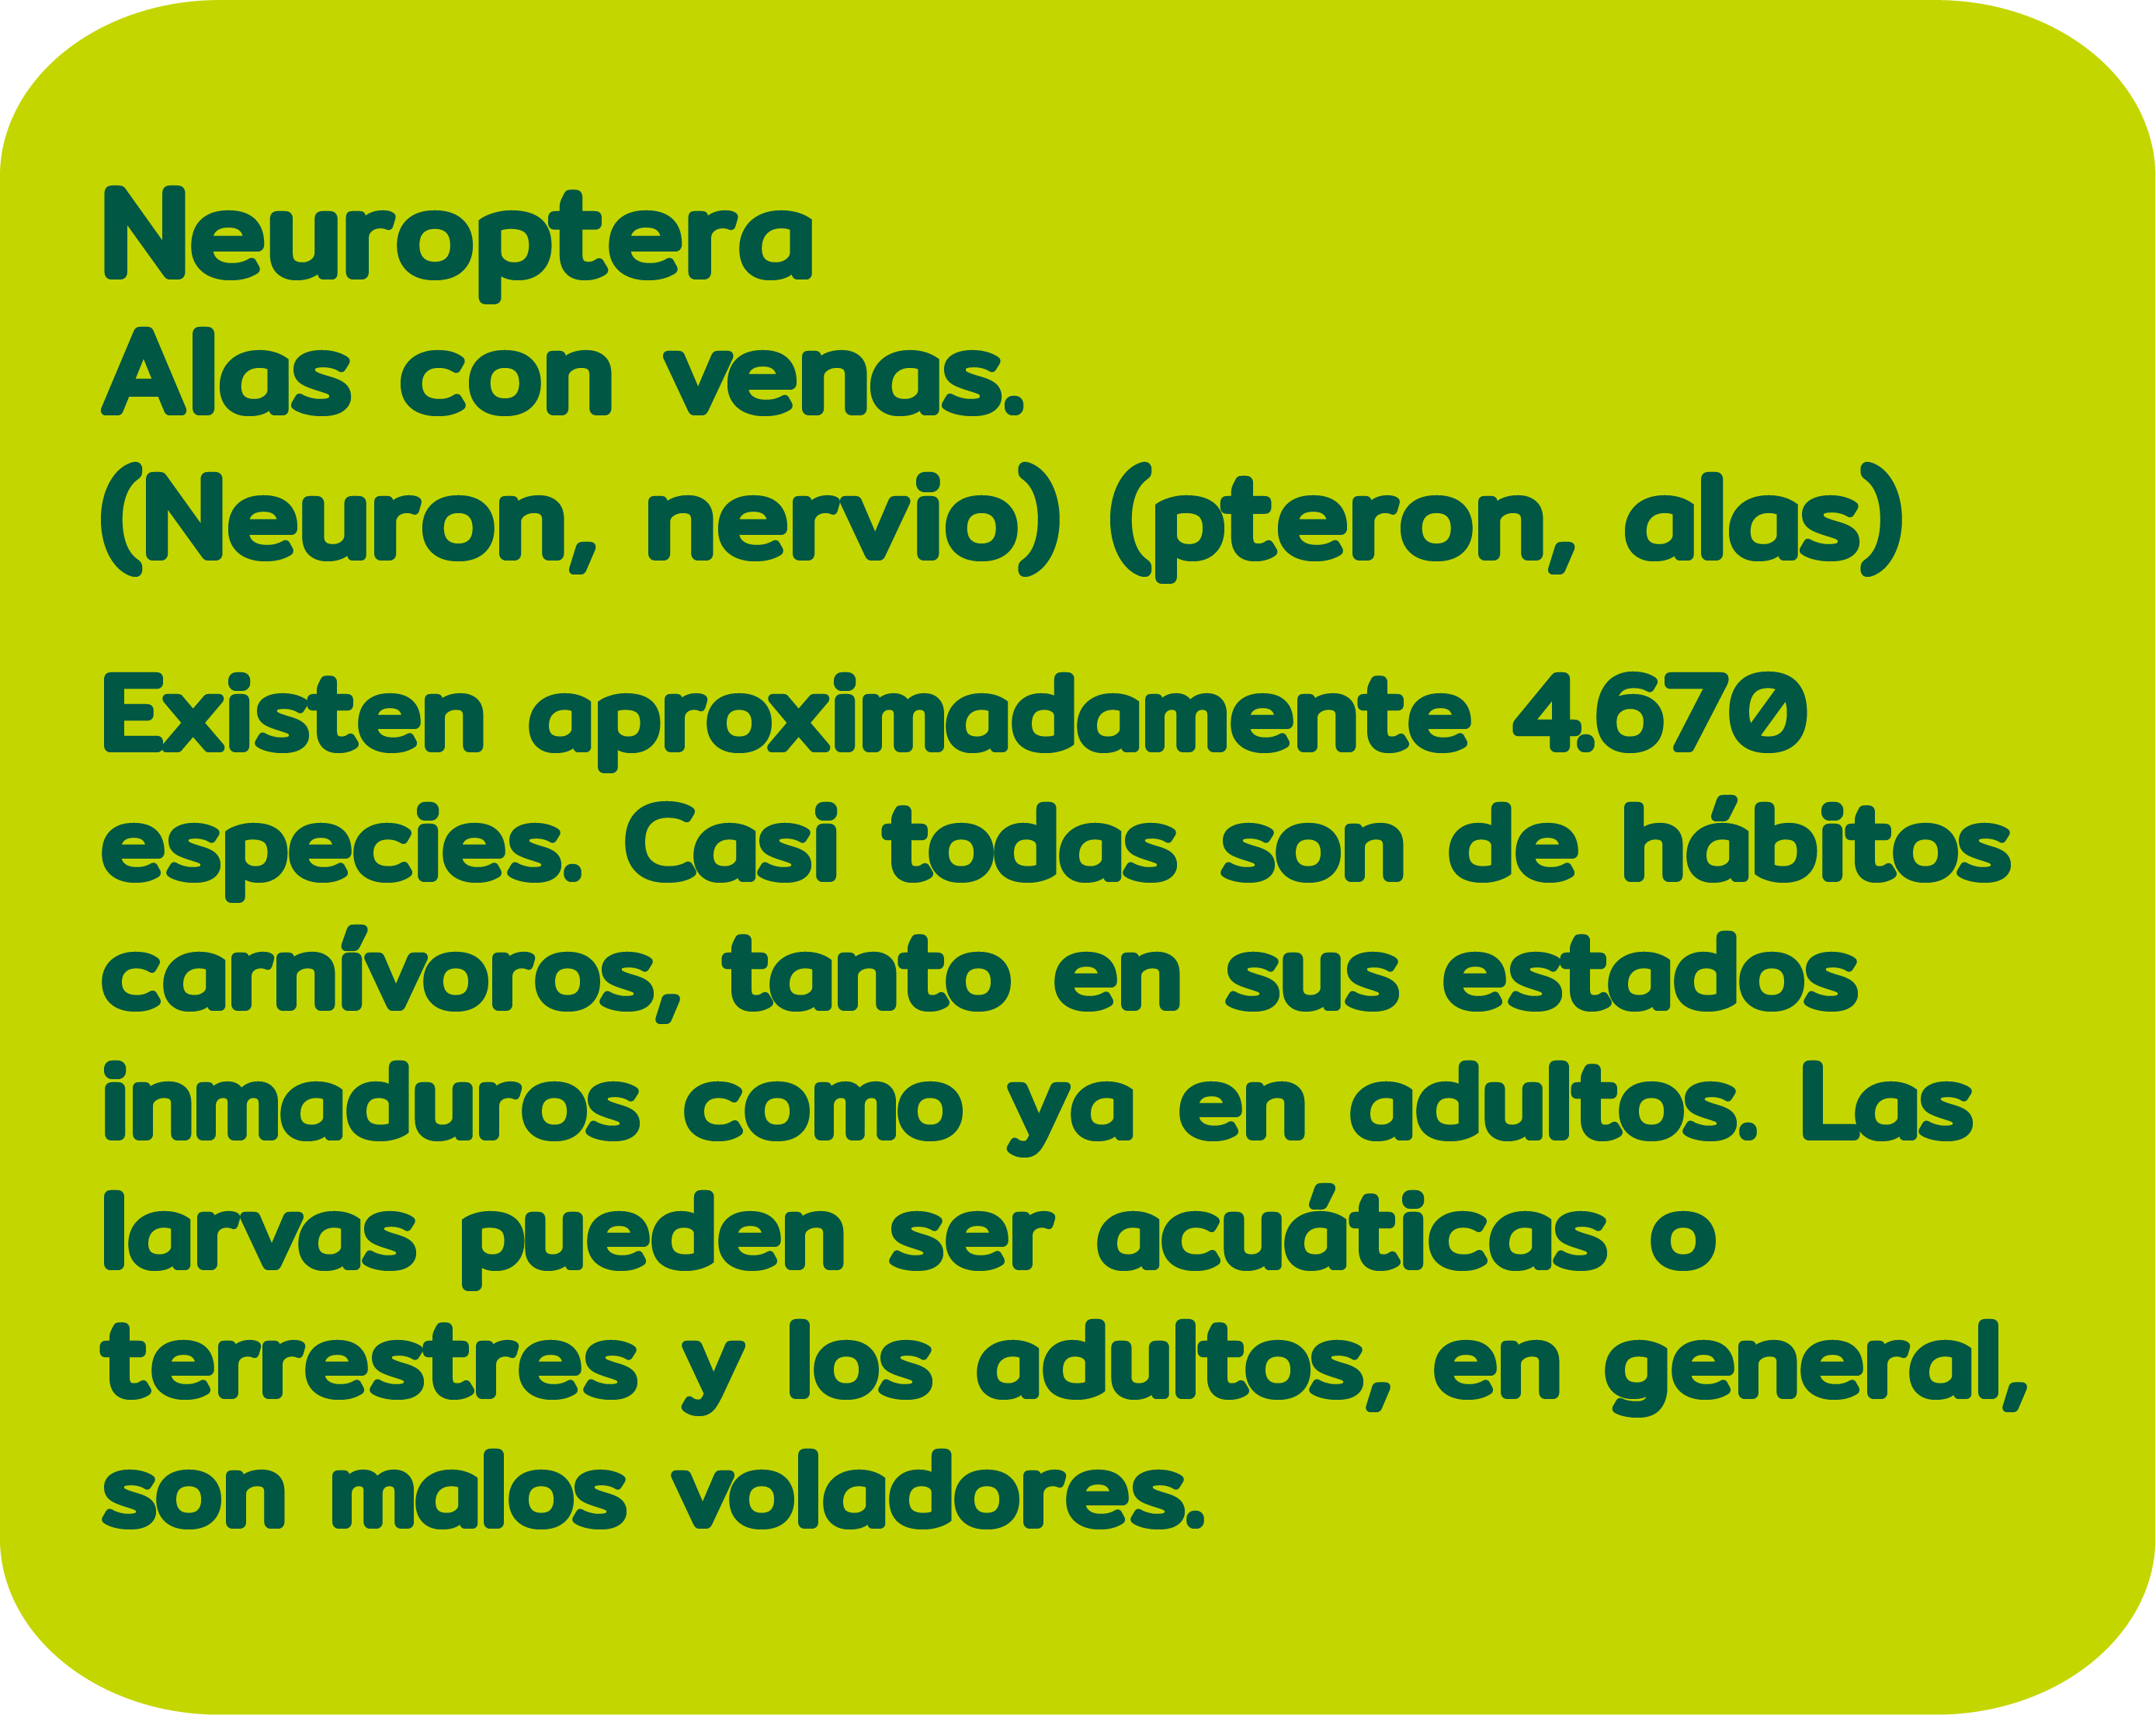 Neuroptera
Alas con venas.
(Neuron, nervio) (pteron, alas)
Existen aproximadamente 4.670
especies. Casi todas son de hábitos
carnívoros, tanto en sus estados
inmaduros como ya en adultos. Las
larvas pueden ser acuáticas o
terrestres y los adultos, en general,
son malos voladores.